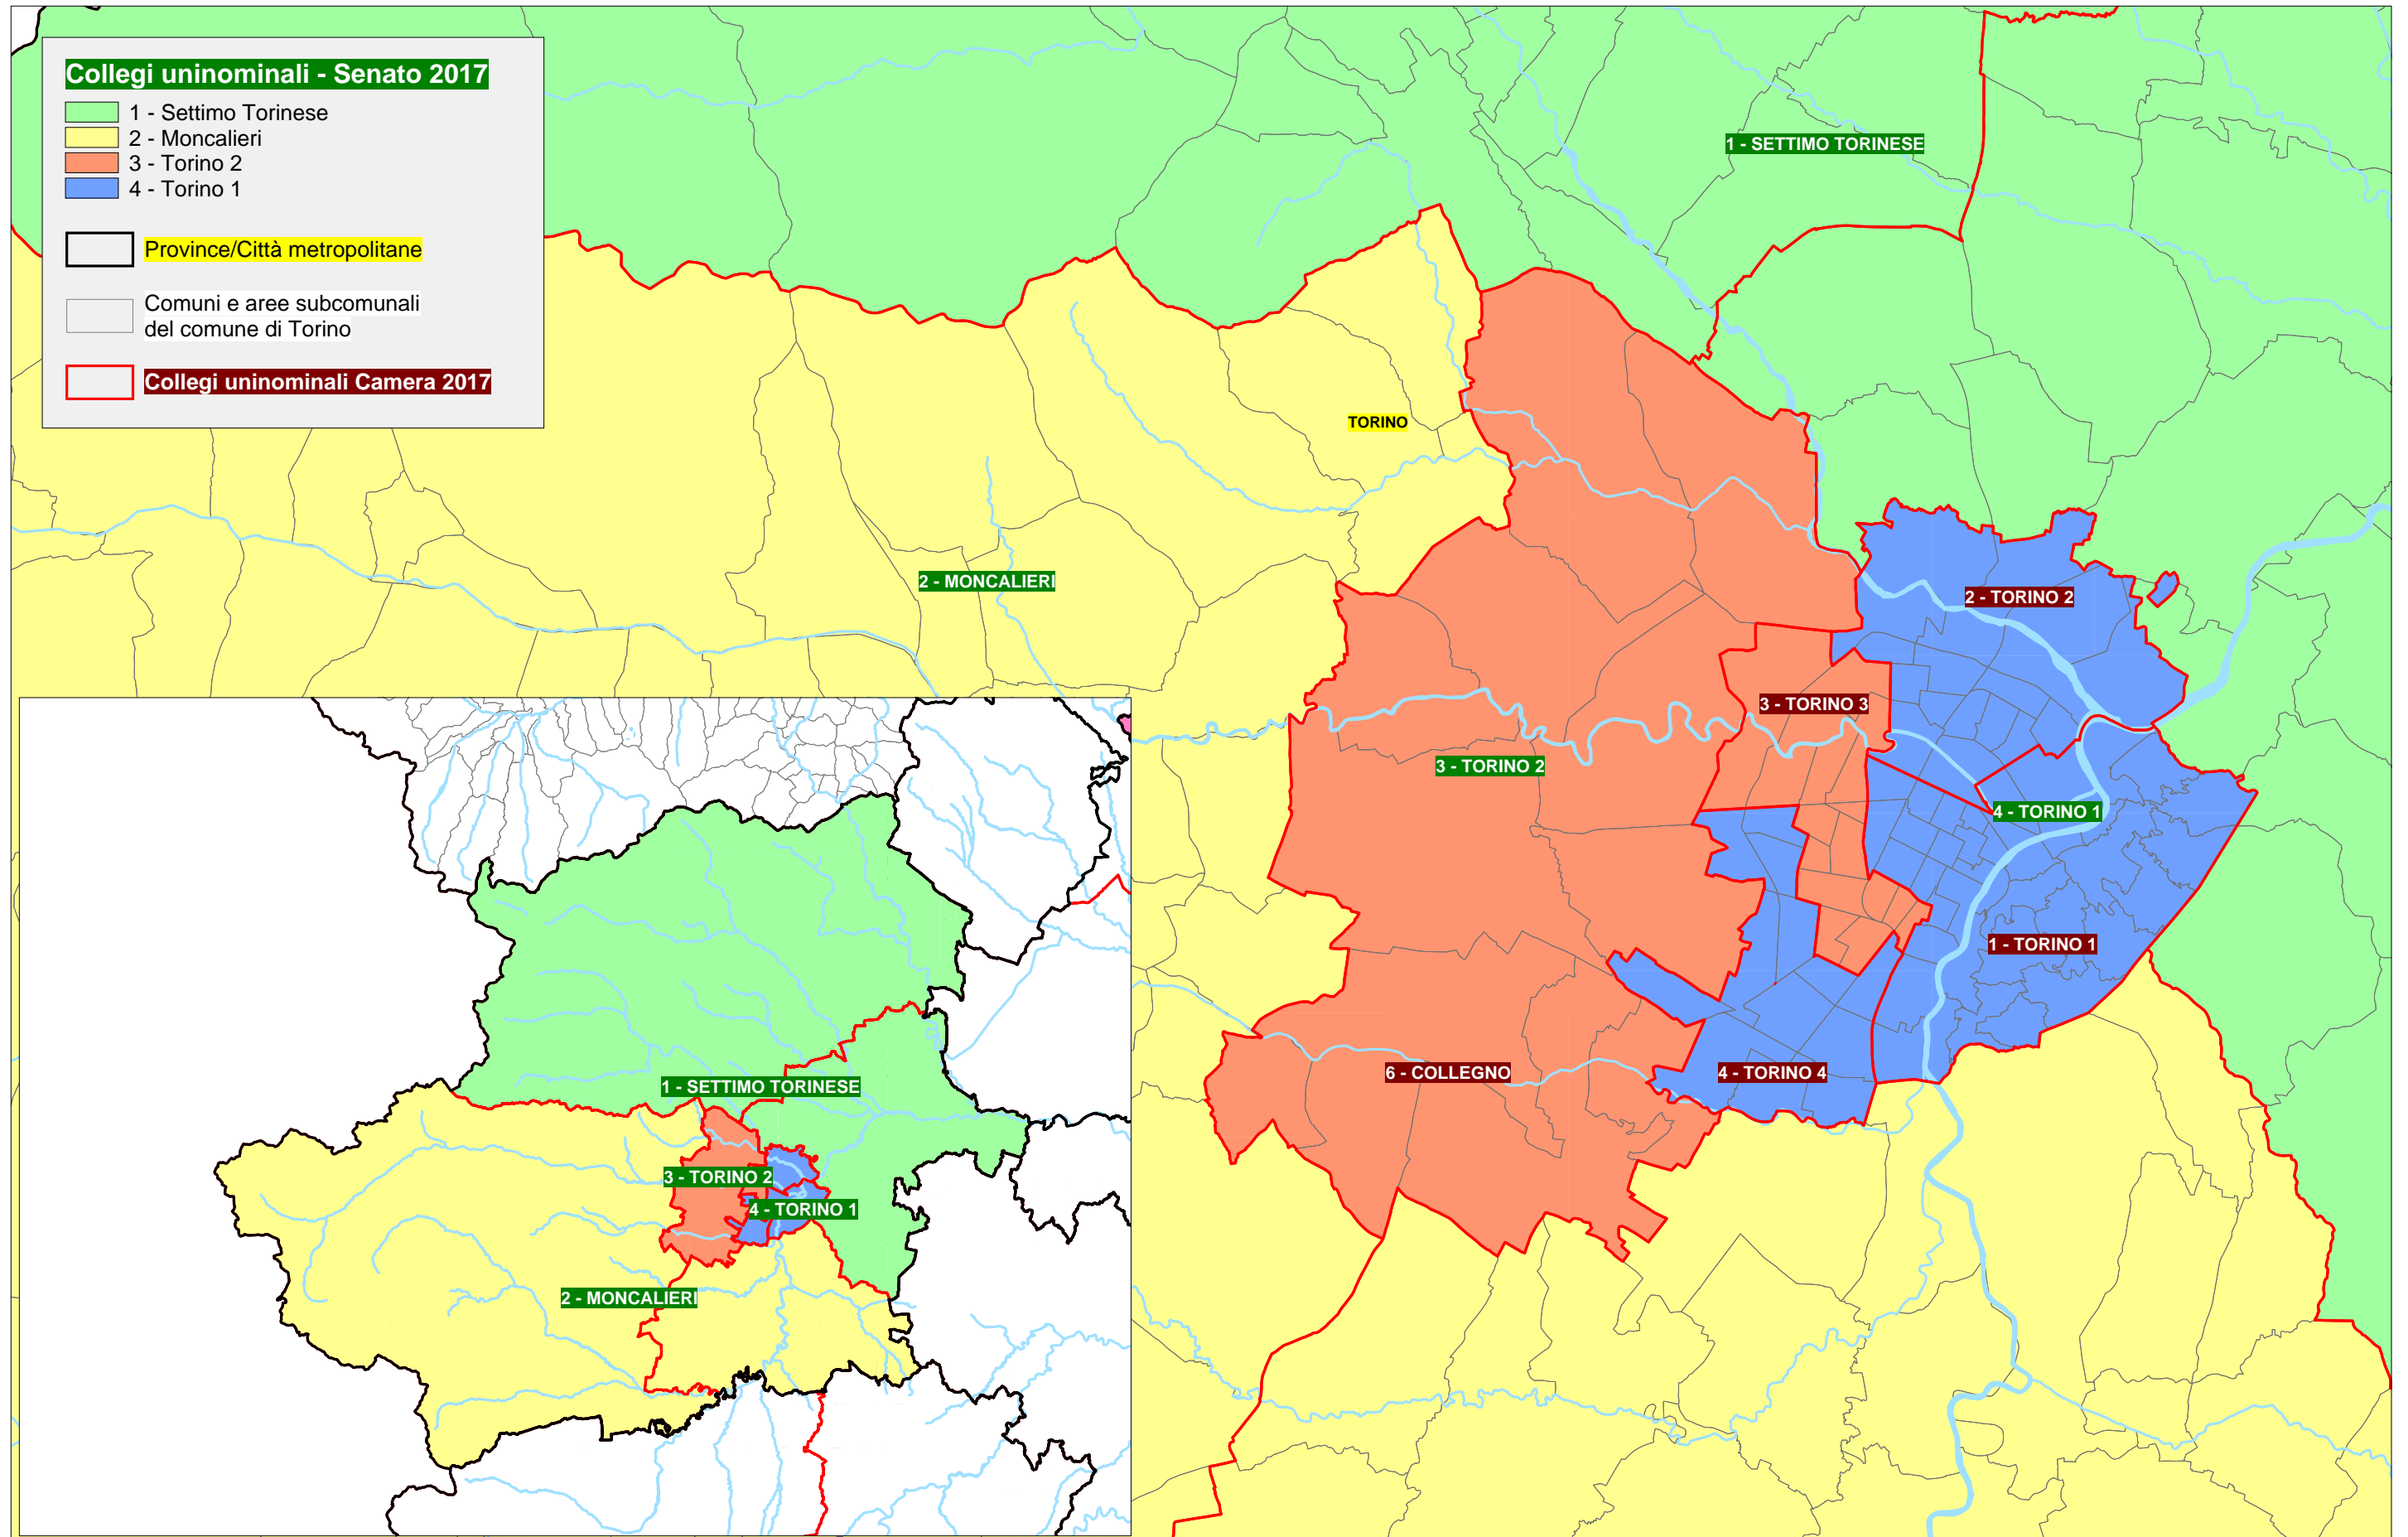 Collegi uninominali - Senato 2017
1 - Settimo Torinese
2 - Moncalieri
3 - Torino 2
4 - Torino 1
Province/Città metropolitane
Comuni e aree subcomunali
del comune di Torino
Collegi uninominali Camera 2017
1 - SETTIMO TORINESE
TORINO
2 - MONCALIERI
2 - TORINO 2
3 - TORINO 3
3 - TORINO 2
4 - TORINO 1
1 - TORINO 1
6 - COLLEGNO
4 - TORINO 4
1 - SETTIMO TORINESE
3 - TORINO 2
4 - TORINO 1
2 - MONCALIERI